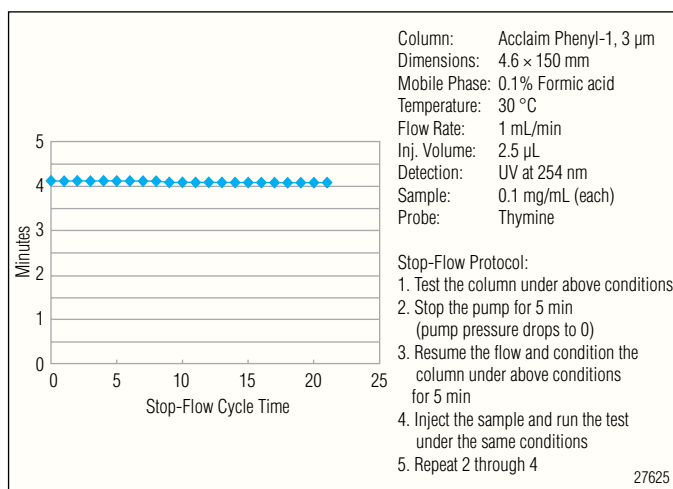 Column: Acclaim Phenyl-1, 3 µm
Dimensions: 4.6 × 150 mm
Mobile Phase: 0.1% Formic acid
Temperature: 30 °C
Flow Rate: 1 mL/min
Inj. Volume: 2.5 µL
Detection: UV at 254 nm
Sample: 0.1 mg/mL (each)
Probe: Thymine
Stop-Flow Protocol:
1. Test the column under above conditions
2. Stop the pump for 5 min
(pump pressure drops to 0)
3. Resume the flow and condition the
column under above conditions
for 5 min
4. Inject the sample and run the test
under the same conditions
5. Repeat 2 through 4
Minutes
5
4
3
2
1
0
0 5 10 15 20 25
Stop-Flow Cycle Time
27625